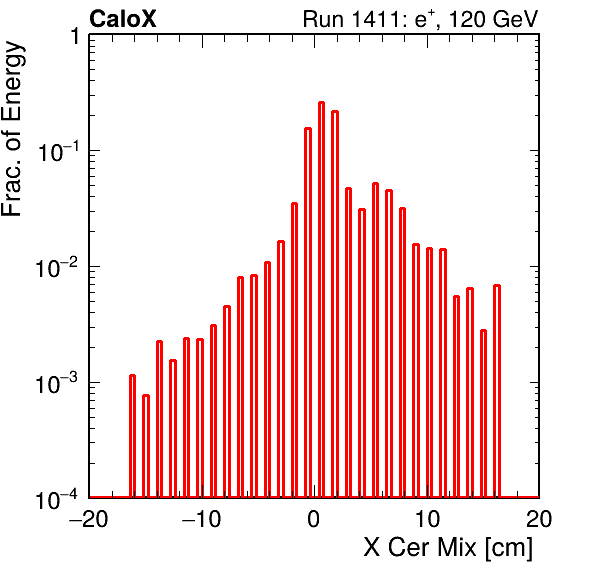 CaloX Run 1411: e⁺, 120 GeV
Frac. of Energy
1
10⁻¹
10⁻²
10⁻³
10⁻⁴
−20 −10 0 10 20
X Cer Mix [cm]